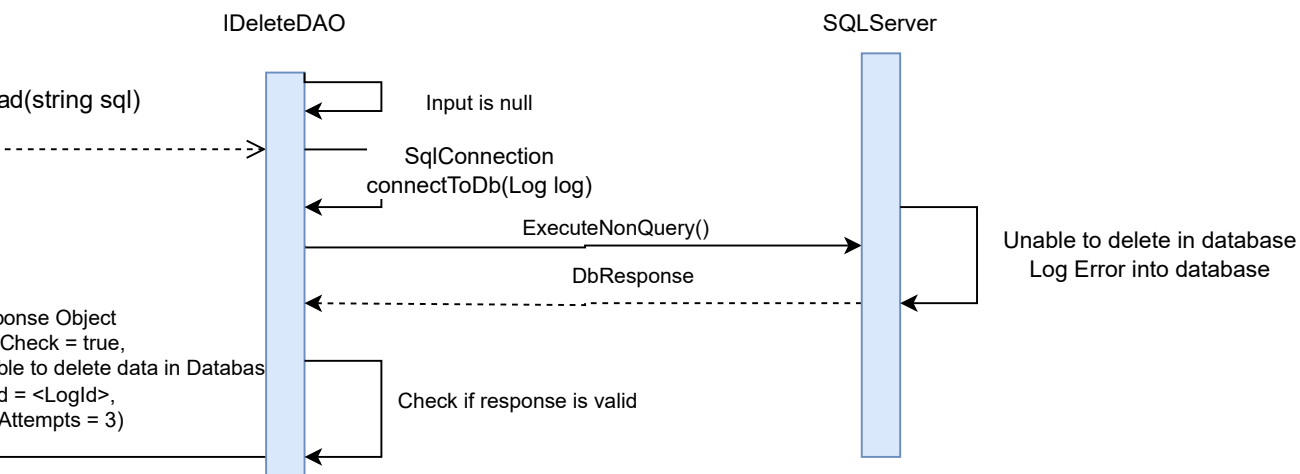 IDeleteDAO
SQLServer
ad(string sql)
Input is null
SqlConnection
connectToDb(Log log)
ExecuteNonQuery()
Unable to delete in database
Log Error into database
DbResponse
ponse Object
Check = true,
ble to delete data in Databas
d = <LogId>,
Attempts = 3)
Check if response is valid